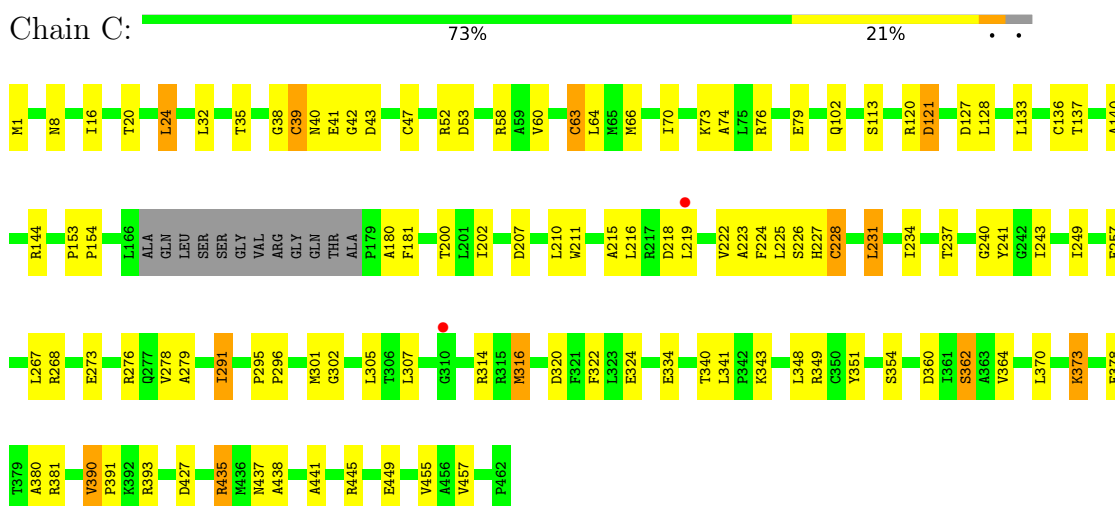 Chain C:
73% 21% • •
M1 N8 I16 T20 L24 L32 T35 G38 C39 N40 E41 G42 D43 C47 R52 D53 R58 A59 V60 C63 L64 M65 M66 I70 K73 A74 L75 R76 E79 Q102 S113 R120 D121 D127 L128 L133 C136 T137
R144 P153 P154 L166 ALA GLN LEU SER SER GLY VAL ARG GLY GLN THR ALA P179 A180 F181 T200 L201 I202 D207 L210 W211 A215 L216 R217 D218 L219 V222 A223 F224 L225 S226 H227 C228 L231 I234 T237 G240 Y241 G242 I243 I249
L267 R268 E273 R276 Q277 V278 A279 I291 P295 P296 M301 G302 L305 T306 L307 G310 R314 R315 M316 D320 F321 F322 L323 E324 E334 T340 L341 P342 K343 L348 R349 C350 Y351 S354 D360 I361 S362 A363 V364 L370 K373
T379 A380 R381 V390 P391 K392 R393 D427 R435 M436 N437 A438 A441 R445 E449 V455 A456 V457 P462